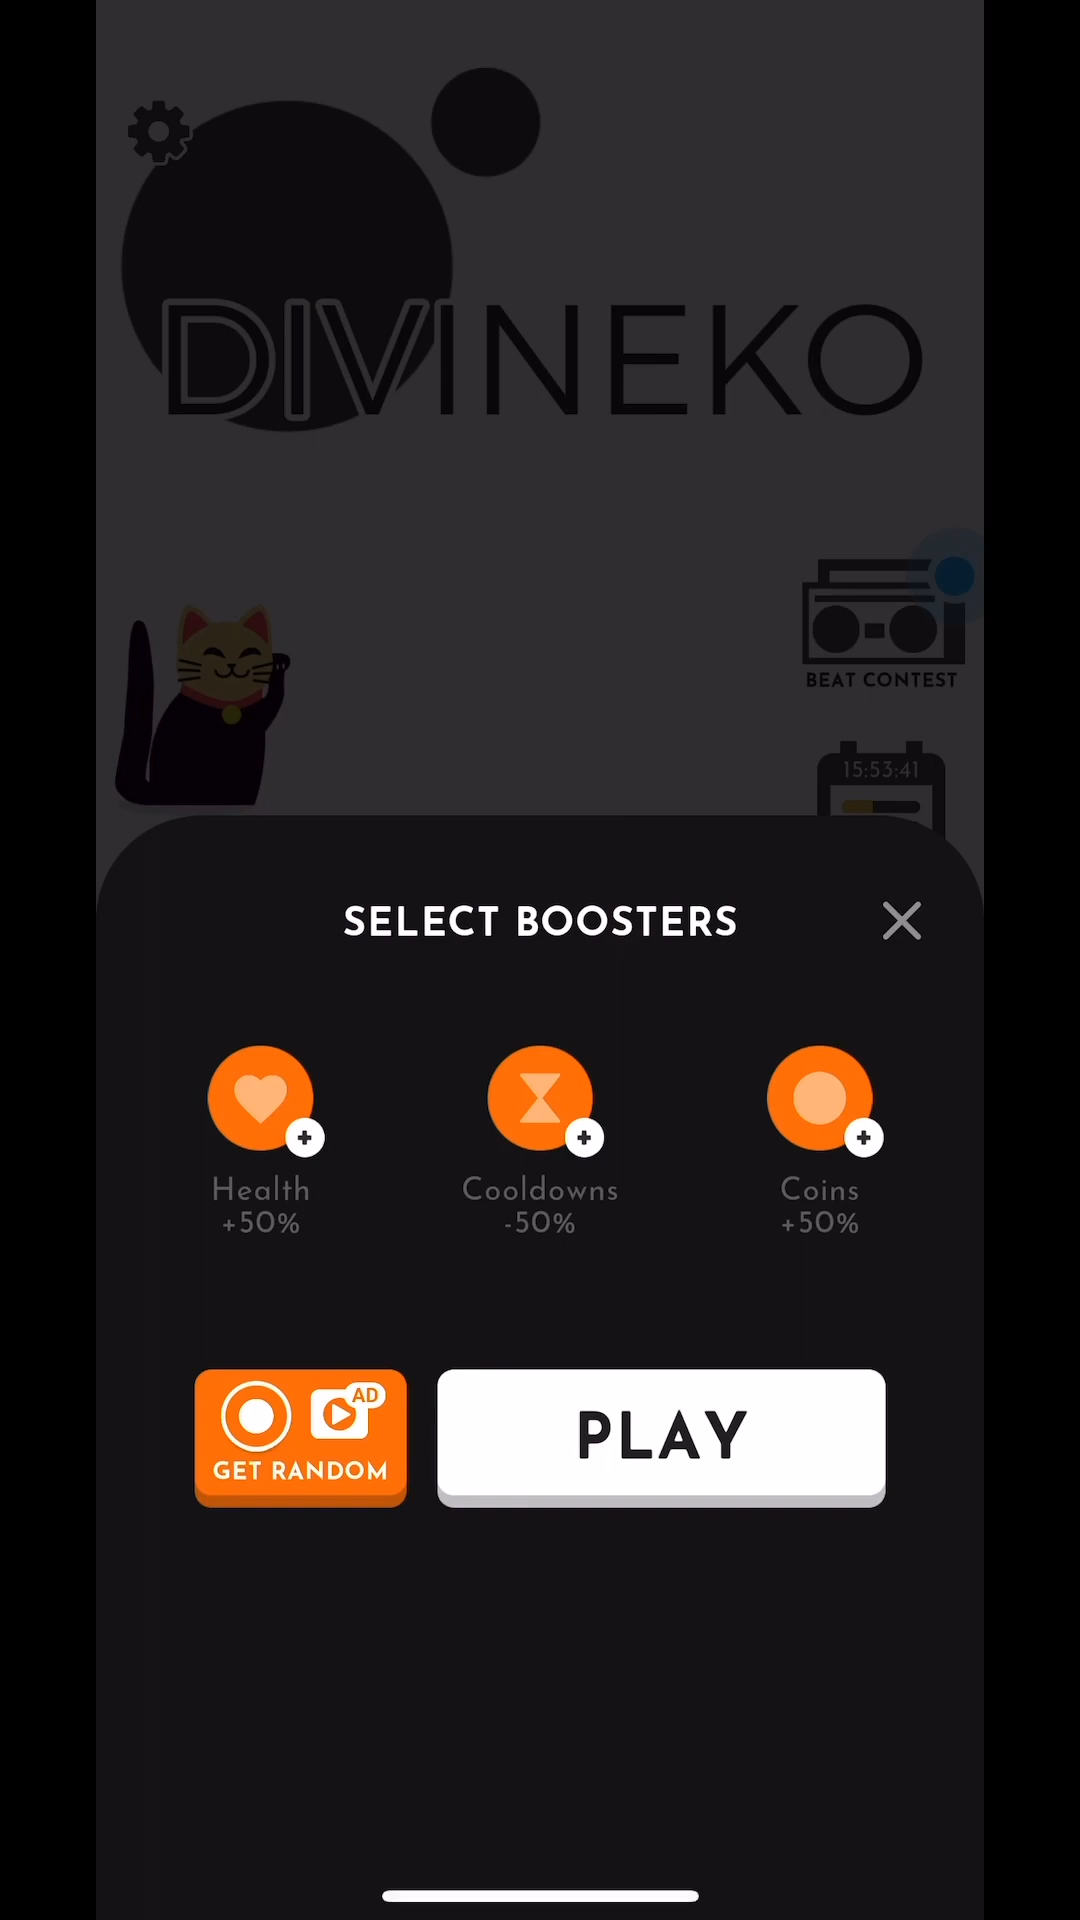 DIVINEKO
BEAT CONTEST
15:53:41
SELECT BOOSTERS
Health
+50%
Cooldowns
-50%
Coins
+50%
AD
GET RANDOM
PLAY